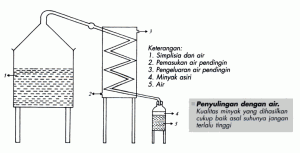 Keterangan:
1. Simplisia dan air
2. Pemasukan air pendingin
3. Pengeluaran air pendingin
4. Minyak asiri
5. Air
1
2
3
4
5
Penyulingan dengan air.
Kualitas minyak yang dihasilkan
cukup baik asal suhunya jangan
terlalu tinggi